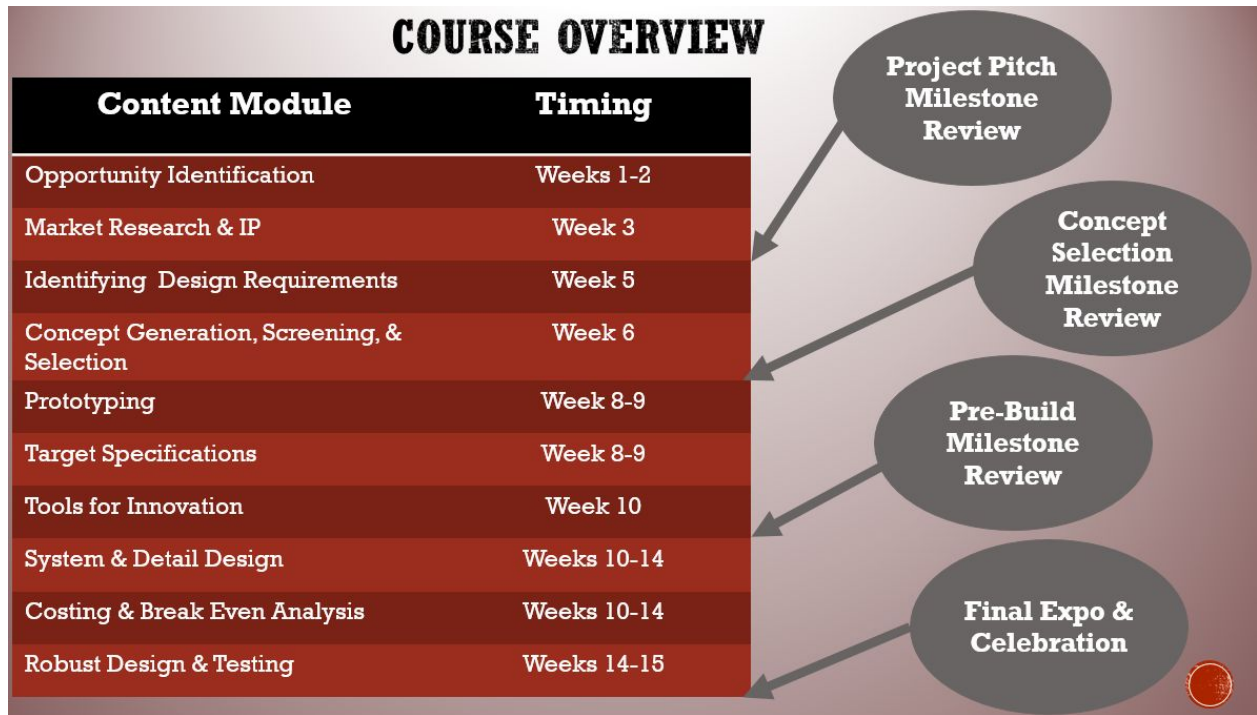 COURSE OVERVIEW
Content Module Timing
Opportunity Identification Weeks 1-2
Market Research & IP Week 3
Identifying  Design Requirements Week 5
Concept Generation, Screening, & Week 6
Selection
Prototyping Week 8-9
Target Specifications Week 8-9
Tools for Innovation Week 10
System & Detail Design Weeks 10-14
Costing & Break Even Analysis Weeks 10-14
Robust Design & Testing Weeks 14-15
Project Pitch
Milestone
Review
Concept
Selection
Milestone
Review
Pre-Build
Milestone
Review
Final Expo &
Celebration